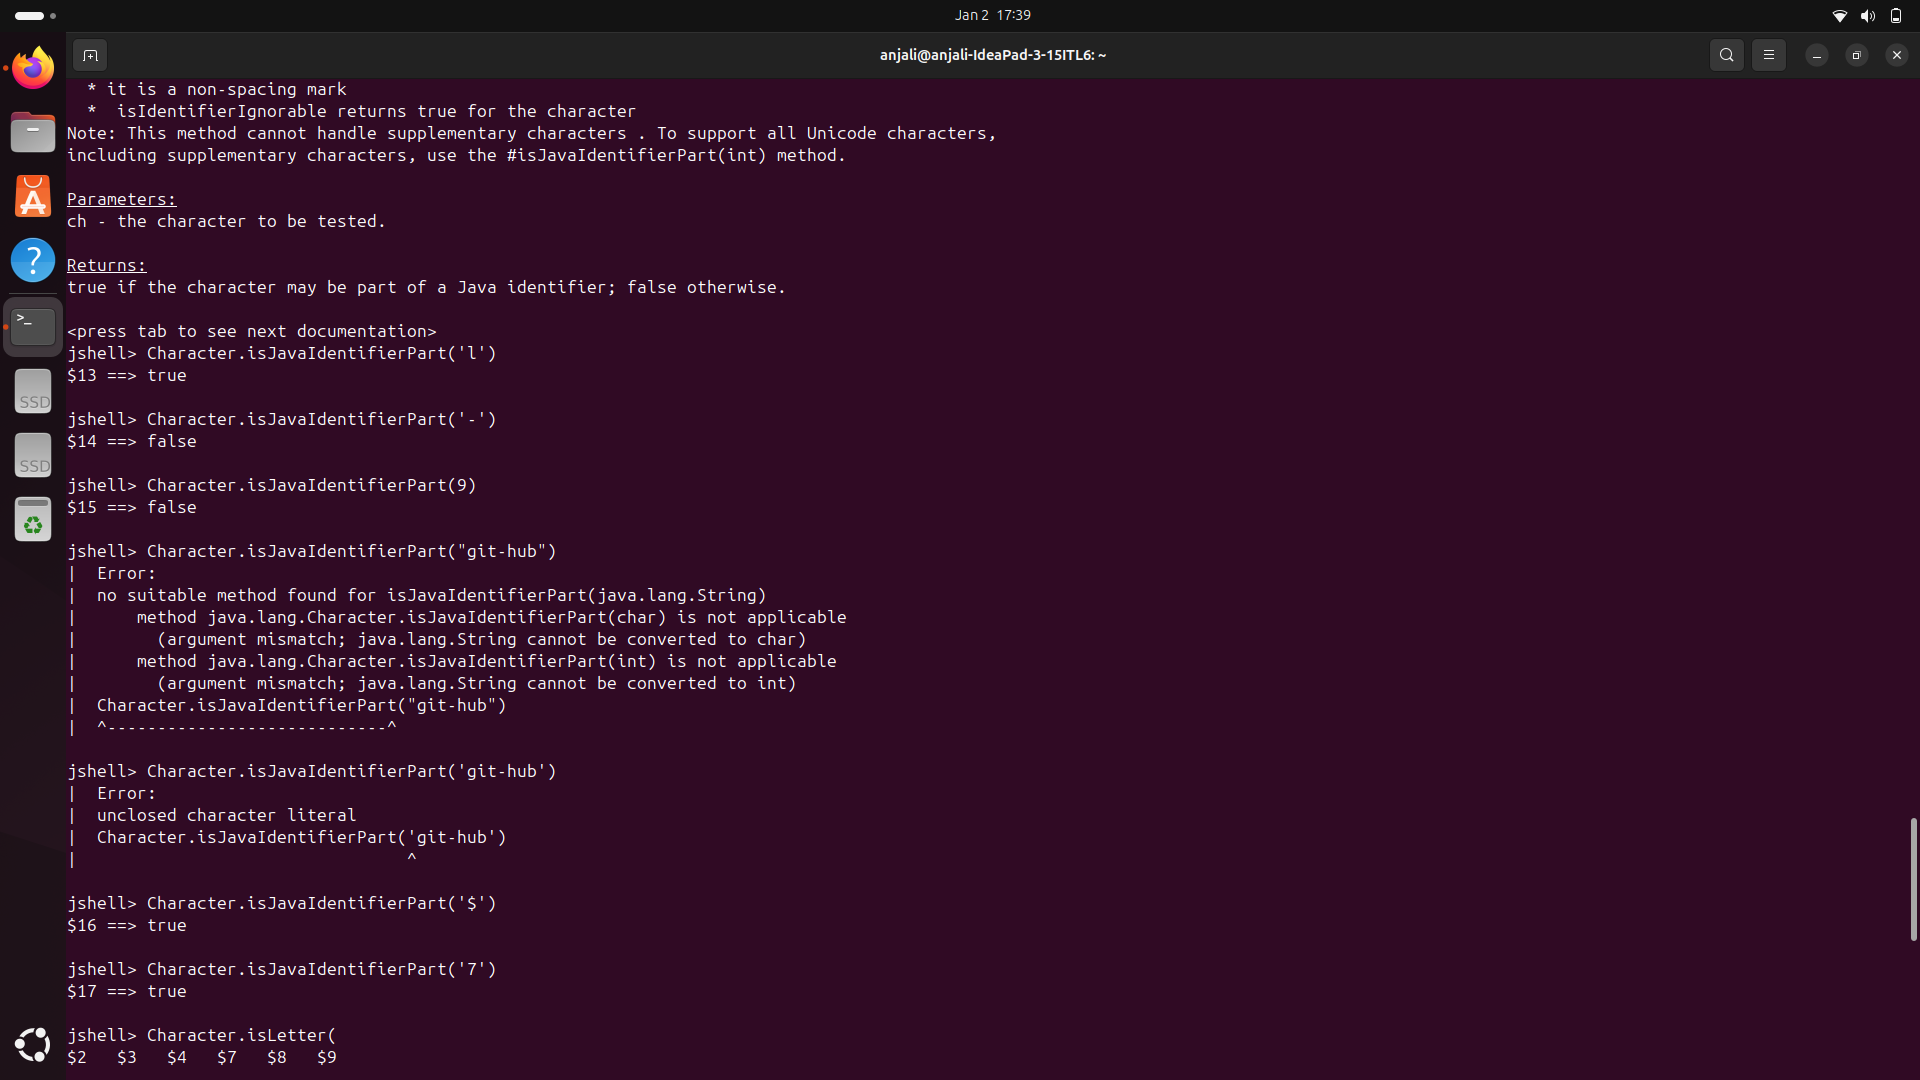 Jan 2 17:39
anjali@anjali-IdeaPad-3-15ITL6: ~
* it is a non-spacing mark
*  isIdentifierIgnorable returns true for the character
Note: This method cannot handle supplementary characters . To support all Unicode characters,
including supplementary characters, use the #isJavaIdentifierPart(int) method.
Parameters:
ch - the character to be tested.
Returns:
true if the character may be part of a Java identifier; false otherwise.
<press tab to see next documentation>
jshell> Character.isJavaIdentifierPart('l')
$13 ==> true
jshell> Character.isJavaIdentifierPart('-')
$14 ==> false
jshell> Character.isJavaIdentifierPart(9)
$15 ==> false
jshell> Character.isJavaIdentifierPart("git-hub")
|  Error:
|  no suitable method found for isJavaIdentifierPart(java.lang.String)
|      method java.lang.Character.isJavaIdentifierPart(char) is not applicable
|        (argument mismatch; java.lang.String cannot be converted to char)
|      method java.lang.Character.isJavaIdentifierPart(int) is not applicable
|        (argument mismatch; java.lang.String cannot be converted to int)
|  Character.isJavaIdentifierPart("git-hub")
|  ^----------------------------^
jshell> Character.isJavaIdentifierPart('git-hub')
|  Error:
|  unclosed character literal
|  Character.isJavaIdentifierPart('git-hub')
|                                 ^
jshell> Character.isJavaIdentifierPart('$')
$16 ==> true
jshell> Character.isJavaIdentifierPart('7')
$17 ==> true
jshell> Character.isLetter(
$2   $3   $4   $7   $8   $9
SSD
SSD